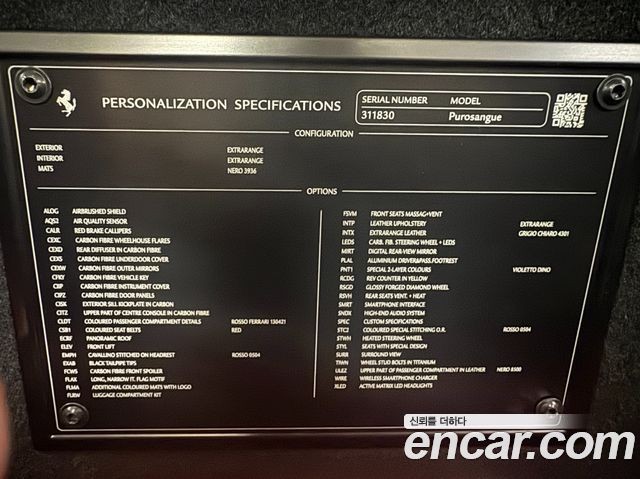 PERSONALIZATION SPECIFICATIONS
SERIAL NUMBER MODEL
311830 Purosangue
CONFIGURATION
EXTERIOR EXTRARANGE
INTERIOR EXTRARANGE
MATS NERO 3936
OPTIONS
ALOG AIRBRUSHED SHIELD
AQS2 AIR QUALITY SENSOR
CALR RED BRAKE CALLIPERS
CEXC CARBON FIBRE WHEELHOUSE FLARES
CEXD REAR DIFFUSER IN CARBON FIBRE
CEXS CARBON FIBRE UNDERDOOR COVER
CEXW CARBON FIBRE OUTER MIRRORS
CFKY CARBON FIBRE VEHICLE KEY
CIIP CARBON FIBRE INSTRUMENT COVER
CIPZ CARBON FIBRE DOOR PANELS
CISK EXTERIOR SILL KICKPLATE IN CARBON
CITZ UPPER PART OF CENTRE CONSOLE IN CARBON FIBRE
CLDT COLOURED PASSENGER COMPARTMENT DETAILS ROSSO FERRARI 130421
CSB1 COLOURED SEAT BELTS RED
ECRF PANORAMIC ROOF
ELEV FRONT LIFT
EMPH CAVALLINO STITCHED ON HEADREST ROSSO 0504
EXAB BLACK TAILPIPE TIPS
FCWS CARBON FIBRE FRONT SPOILER
FLAX LONG, NARROW IT. FLAG MOTIF
FLMA ADDITIONAL COLOURED MATS WITH LOGO
FLRW LUGGAGE COMPARTMENT KIT
FSVM FRONT SEATS MASSAG+VENT
INTP LEATHER UPHOLSTERY EXTRARANGE
INTX EXTRARANGE LEATHER GRIGIO CHIARO 4301
LEDS CARB. FIB. STEERING WHEEL + LEDS
MIRT DIGITAL REAR-VIEW MIRROR
PLAL ALUMINIUM DRIVER&PASS.FOOTREST
PNT1 SPECIAL 2-LAYER COLOURS VIOLETTO DINO
RCDG REV COUNTER IN YELLOW
RSGD GLOSSY FORGED DIAMOND WHEEL
RSVH REAR SEATS VENT. + HEAT
SMRT SMARTPHONE INTERFACE
SNDX HIGH-END AUDIO SYSTEM
SPEC CUSTOM SPECIFICATIONS
STC2 COLOURED SPECIAL STITCHING O.R. ROSSO 0504
STWH HEATED STEERING WHEEL
STYL SEATS WITH SPECIAL DESIGN
SURR SURROUND VIEW
TIWN WHEEL STUD BOLTS IN TITANIUM
ULEZ UPPER PART OF PASSENGER COMPARTMENT IN LEATHER NERO 8500
WIRE WIRELESS SMARTPHONE CHARGER
XLED ACTIVE MATRIX LED HEADLIGHTS
신뢰를 더하다
encar.com